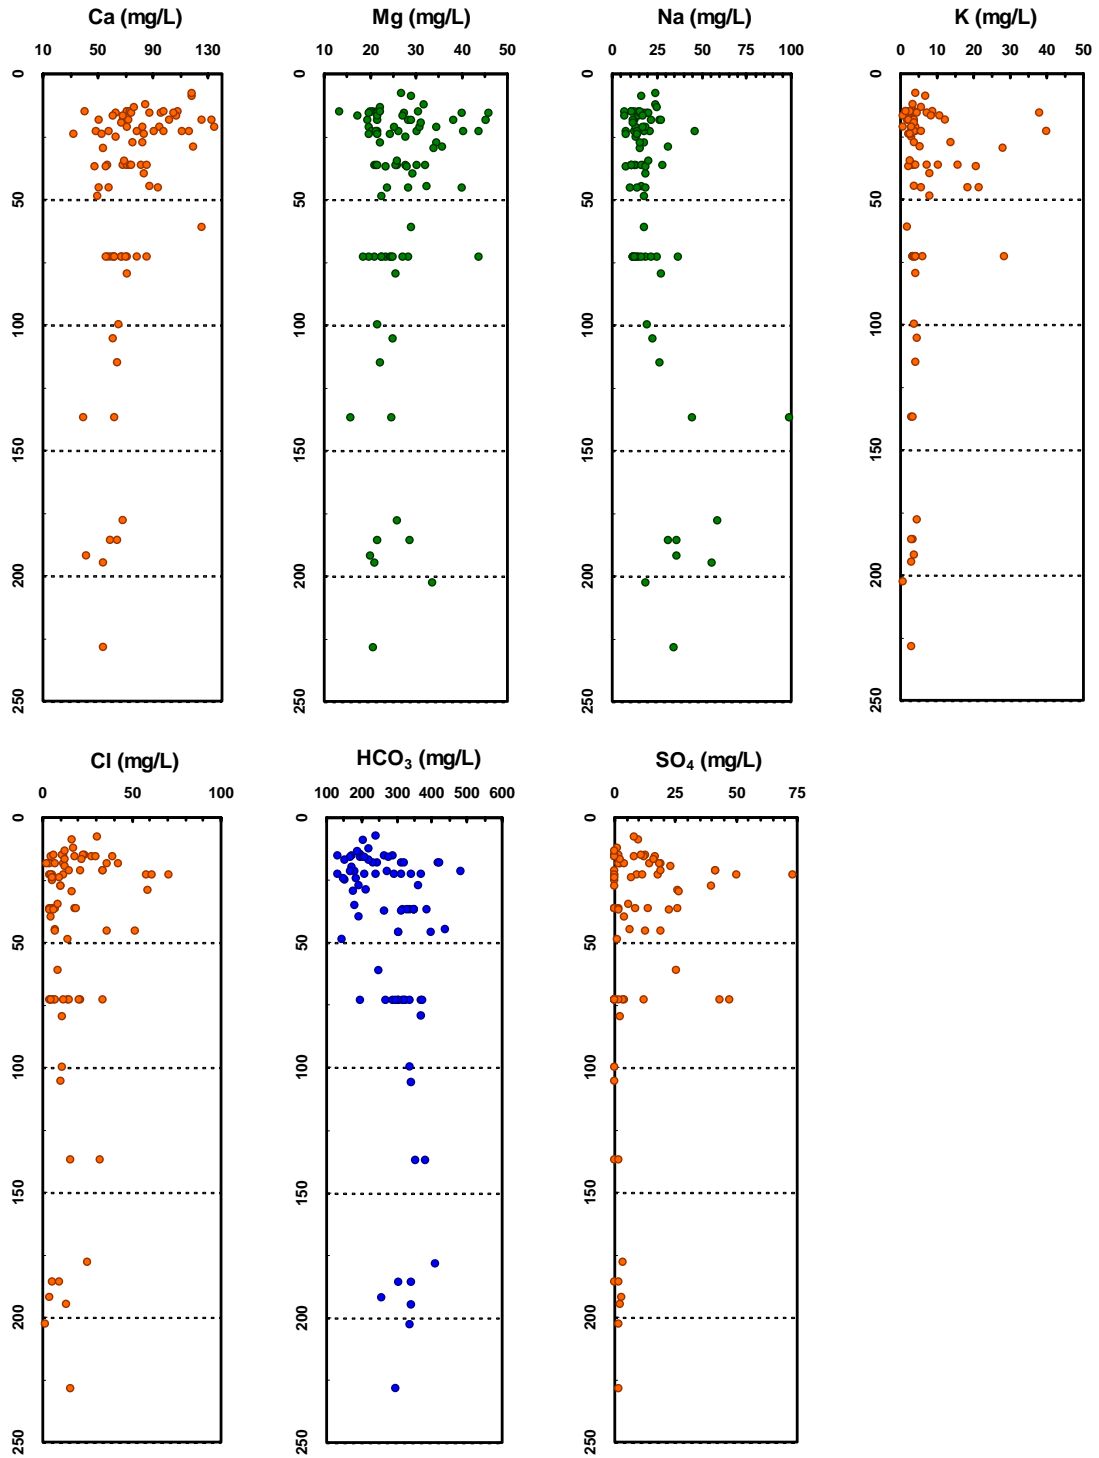 Ca (mg/L) Mg (mg/L) Na (mg/L) K (mg/L)
10 50 90 130 10 20 30 40 50 0 25 50 75 100 0 10 20 30 40 50
0 0 0 0
50 50 50 50
100 100 100 100
150 150 150 150
200 200 200 200
250 250 250 250
Cl (mg/L) HCO₃ (mg/L) SO₄ (mg/L)
0 50 100 100 200 300 400 500 600 0 25 50 75
0 0 0
50 50 50
100 100 100
150 150 150
200 200 200
250 250 250